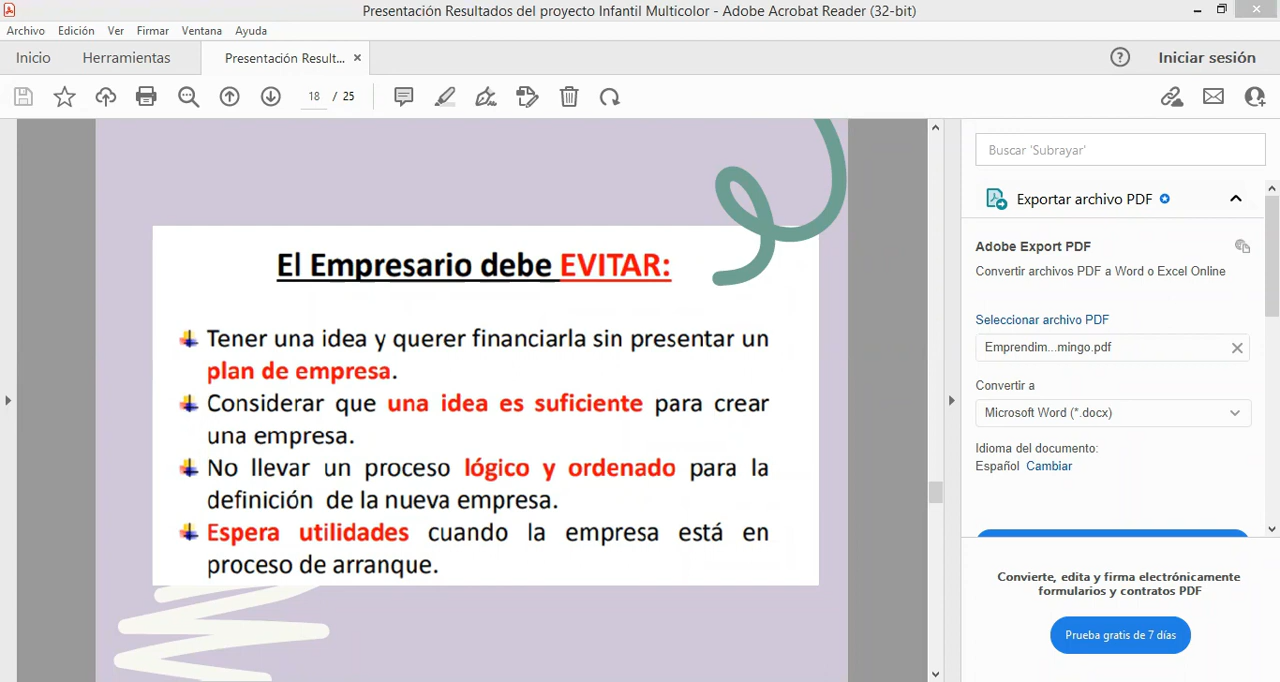 Presentación Resultados del proyecto Infantil Multicolor - Adobe Acrobat Reader (32-bit)
Archivo Edición Ver Firmar Ventana Ayuda
Inicio Herramientas Presentación Result... × Iniciar sesión
18 / 25
Buscar 'Subrayar'
Exportar archivo PDF
Adobe Export PDF
Convertir archivos PDF a Word o Excel Online
Seleccionar archivo PDF
Emprendim...mingo.pdf
Convertir a
Microsoft Word (*.docx)
Idioma del documento:
Español Cambiar
Convierte, edita y firma electrónicamente
formularios y contratos PDF
Prueba gratis de 7 días
El Empresario debe EVITAR:
Tener una idea y querer financiarla sin presentar un
plan de empresa.
Considerar que una idea es suficiente para crear
una empresa.
No llevar un proceso lógico y ordenado para la
definición de la nueva empresa.
Espera utilidades cuando la empresa está en
proceso de arranque.